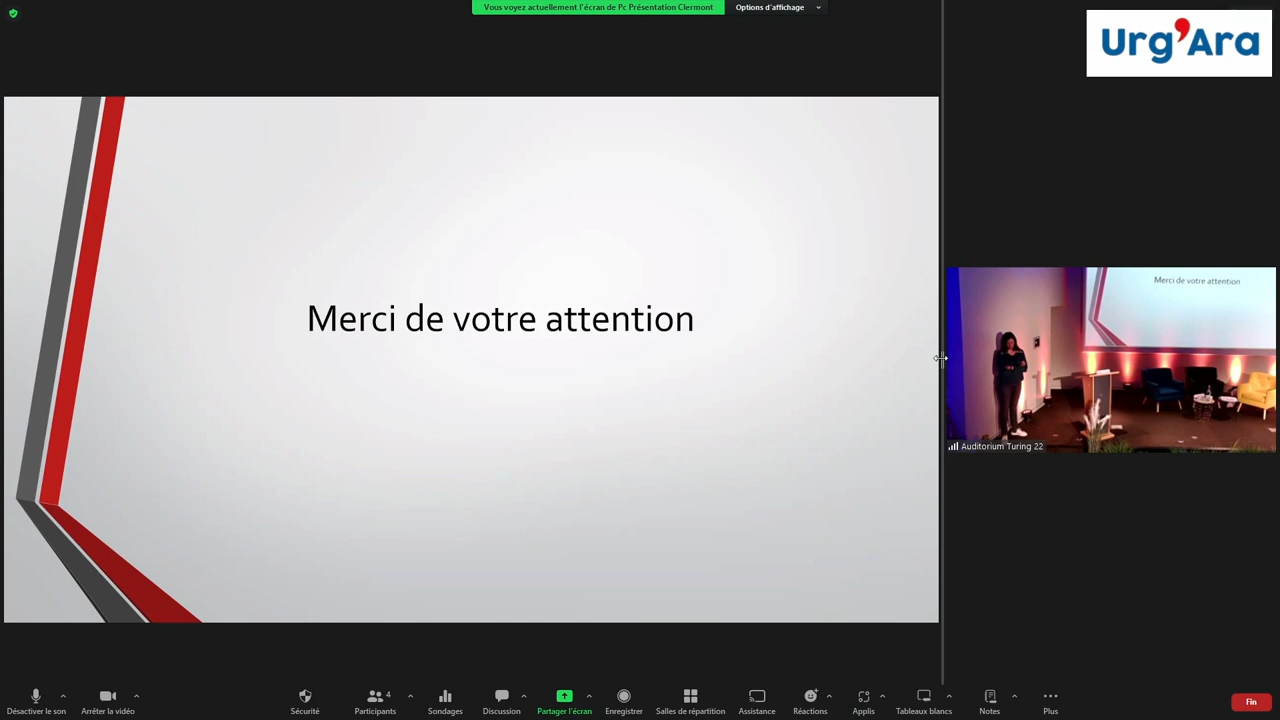 Vous voyez actuellement l'écran de Pc Présentation Clermont
Options d'affichage
Urg'Ara
Merci de votre attention
Merci de votre attention
Auditorium Turing 22
Désactiver le son
Arrêter la vidéo
Sécurité
4
Participants
Sondages
Discussion
Partager l'écran
Enregistrer
Salles de répartition
Assistance
Réactions
Applis
Tableaux blancs
Notes
Plus
Fin